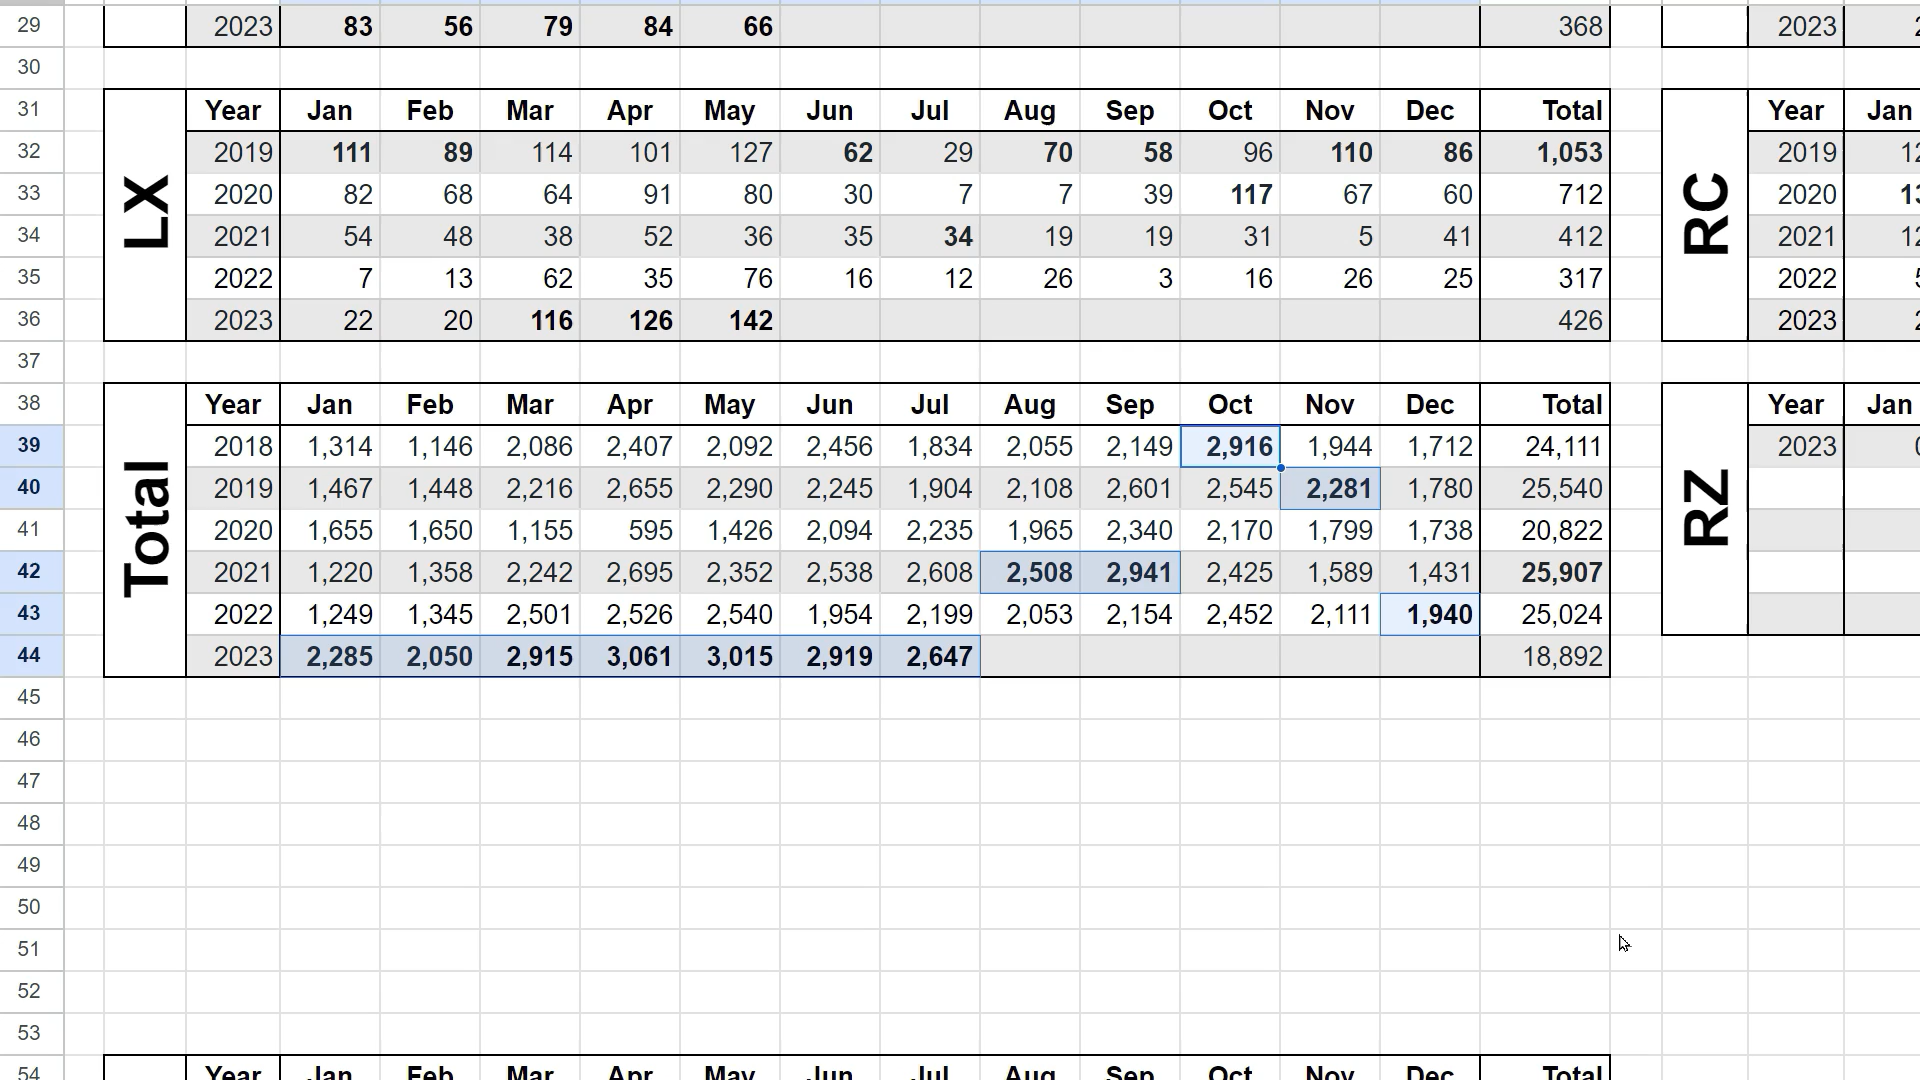 29 2023 83 56 79 84 66 368 2023
30
31 Year Jan Feb Mar Apr May Jun Jul Aug Sep Oct Nov Dec Total Year Jan
LX
RC
32 2019 111 89 114 101 127 62 29 70 58 96 110 86 1,053 2019
33 2020 82 68 64 91 80 30 7 7 39 117 67 60 712 2020
34 2021 54 48 38 52 36 35 34 19 19 31 5 41 412 2021
35 2022 7 13 62 35 76 16 12 26 3 16 26 25 317 2022
36 2023 22 20 116 126 142 426 2023
37
38 Year Jan Feb Mar Apr May Jun Jul Aug Sep Oct Nov Dec Total Year Jan
Total
RZ
39 2018 1,314 1,146 2,086 2,407 2,092 2,456 1,834 2,055 2,149 2,916 1,944 1,712 24,111 2023
40 2019 1,467 1,448 2,216 2,655 2,290 2,245 1,904 2,108 2,601 2,545 2,281 1,780 25,540
41 2020 1,655 1,650 1,155 595 1,426 2,094 2,235 1,965 2,340 2,170 1,799 1,738 20,822
42 2021 1,220 1,358 2,242 2,695 2,352 2,538 2,608 2,508 2,941 2,425 1,589 1,431 25,907
43 2022 1,249 1,345 2,501 2,526 2,540 1,954 2,199 2,053 2,154 2,452 2,111 1,940 25,024
44 2023 2,285 2,050 2,915 3,061 3,015 2,919 2,647 18,892
45
46
47
48
49
50
51
52
53
54 Year Jan Feb Mar Apr May Jun Jul Aug Sep Oct Nov Dec Total